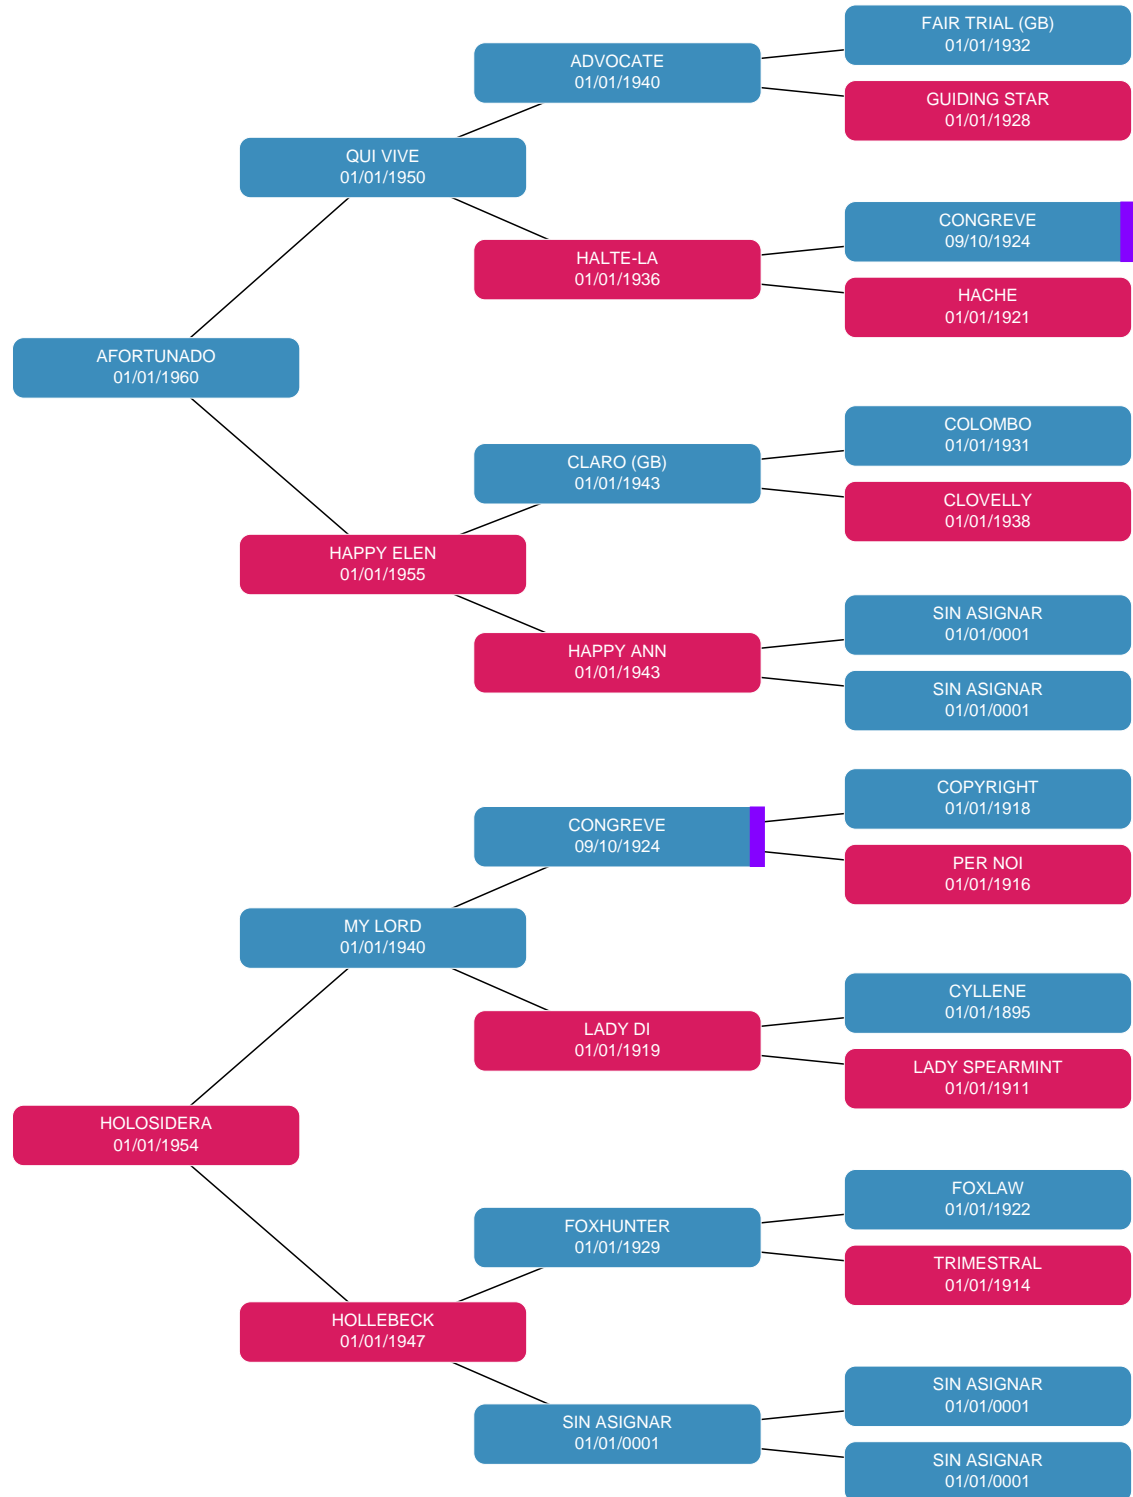 FAIR TRIAL (GB)
01/01/1932
ADVOCATE
01/01/1940
GUIDING STAR
01/01/1928
QUI VIVE
01/01/1950
CONGREVE
09/10/1924
HALTE-LA
01/01/1936
HACHE
01/01/1921
AFORTUNADO
01/01/1960
COLOMBO
01/01/1931
CLARO (GB)
01/01/1943
CLOVELLY
01/01/1938
HAPPY ELEN
01/01/1955
SIN ASIGNAR
01/01/0001
HAPPY ANN
01/01/1943
SIN ASIGNAR
01/01/0001
COPYRIGHT
01/01/1918
CONGREVE
09/10/1924
PER NOI
01/01/1916
MY LORD
01/01/1940
CYLLENE
01/01/1895
LADY DI
01/01/1919
LADY SPEARMINT
01/01/1911
HOLOSIDERA
01/01/1954
FOXLAW
01/01/1922
FOXHUNTER
01/01/1929
TRIMESTRAL
01/01/1914
HOLLEBECK
01/01/1947
SIN ASIGNAR
01/01/0001
SIN ASIGNAR
01/01/0001
SIN ASIGNAR
01/01/0001